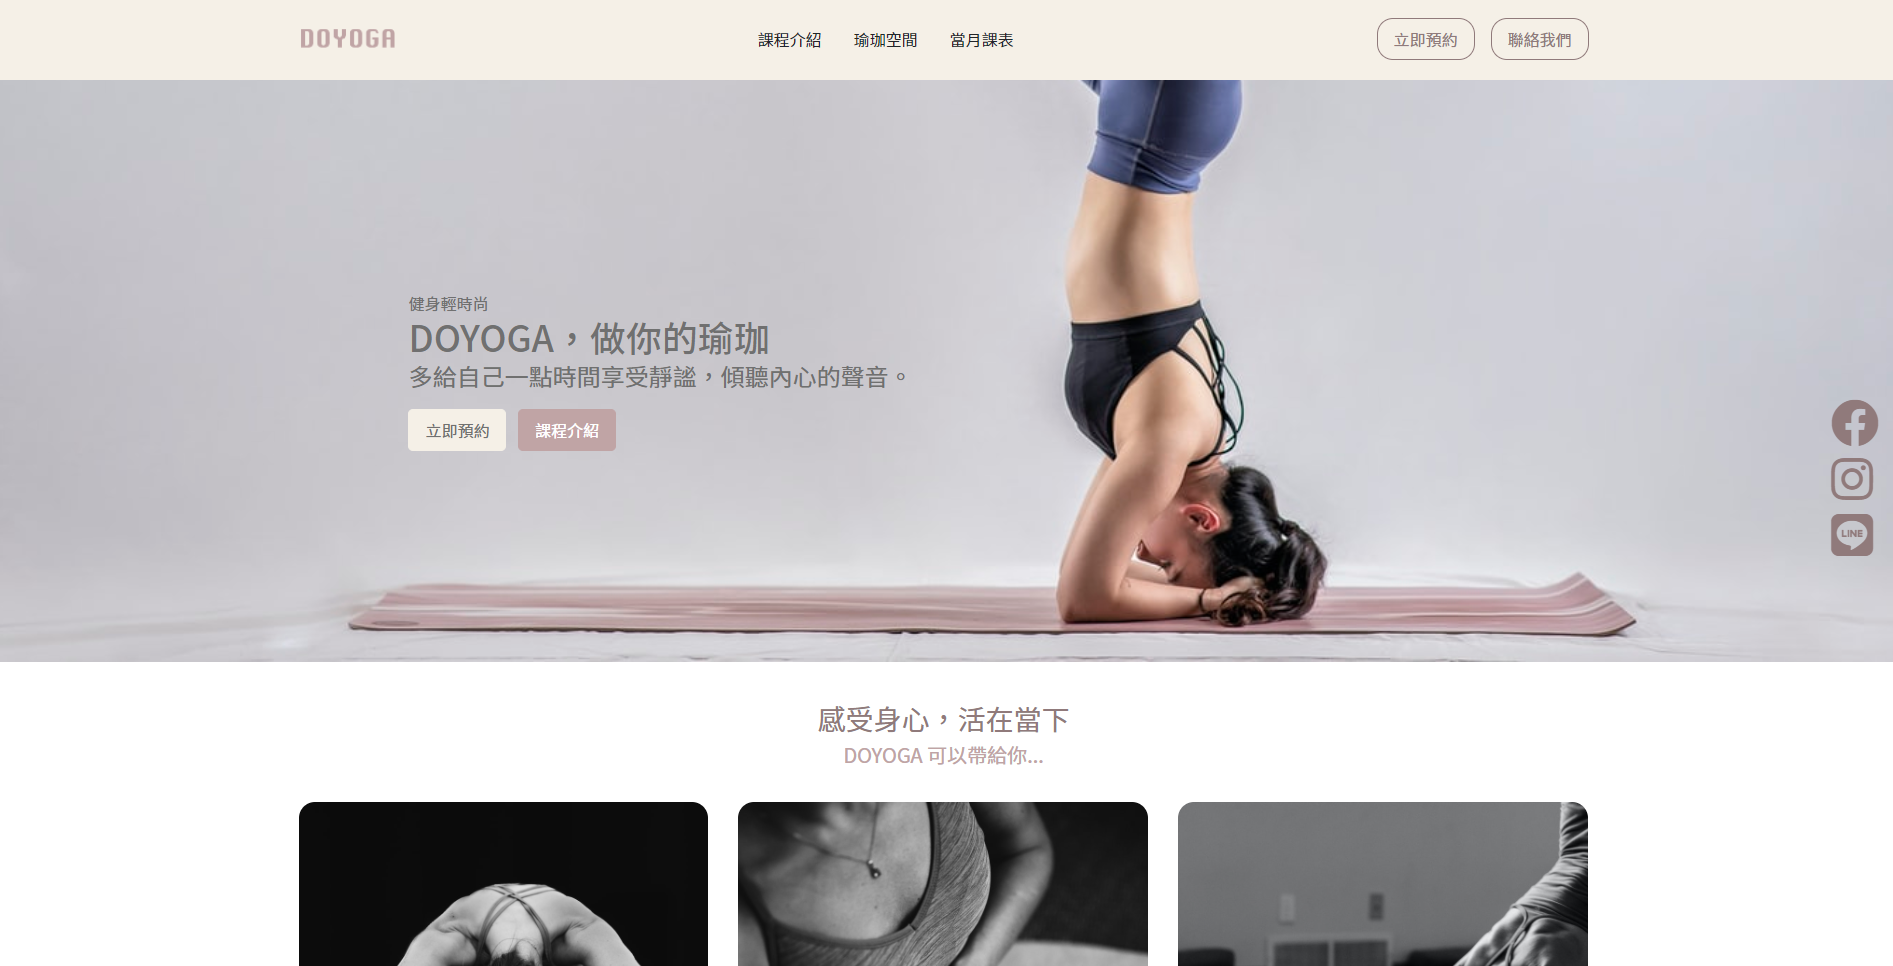 DOYOGA
課程介紹
瑜珈空間
當月課表
立即預約
聯絡我們
健身輕時尚
DOYOGA，做你的瑜珈
多給自己一點時間享受靜謐，傾聽內心的聲音。
立即預約
課程介紹
LINE
感受身心，活在當下
DOYOGA 可以帶給你...